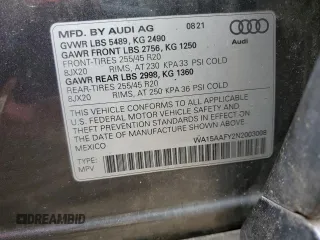 MFD. BY AUDI AG 08/21
GVWR LBS 5489, KG 2490 Audi
GAWR FRONT LBS 2756, KG 1250
FRONT-TIRES 255/45 R20
8JX20 RIMS, AT 230 KPA 33 PSI COLD
GAWR REAR LBS 2998, KG 1360
REAR-TIRES 255/45 R20
8JX20 RIMS, AT 250 KPA 36 PSI COLD
THIS VEHICLE CONFORMS TO ALL APPLICABLE
U.S. FEDERAL MOTOR VEHICLE SAFETY
AND THEFT PREVENTION STANDARDS IN EFFECT
ON THE DATE OF MANUFACTURE SHOWN ABOVE.
MEXICO
TYPE: WA15AAFY2N2003008
MPV
© DREAMBID